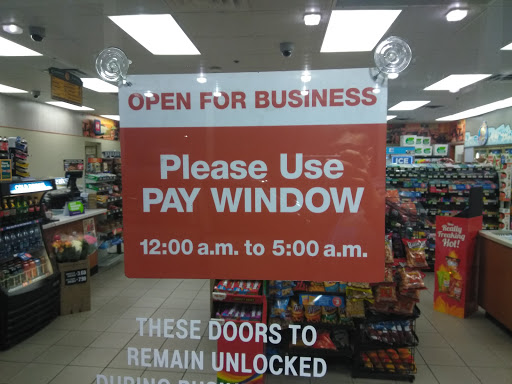 OPEN FOR BUSINESS
Please Use
PAY WINDOW
12:00 a.m. to 5:00 a.m.
THESE DOORS TO
REMAIN UNLOCKED
DURING
ICE
Really
Freaking
Hot!